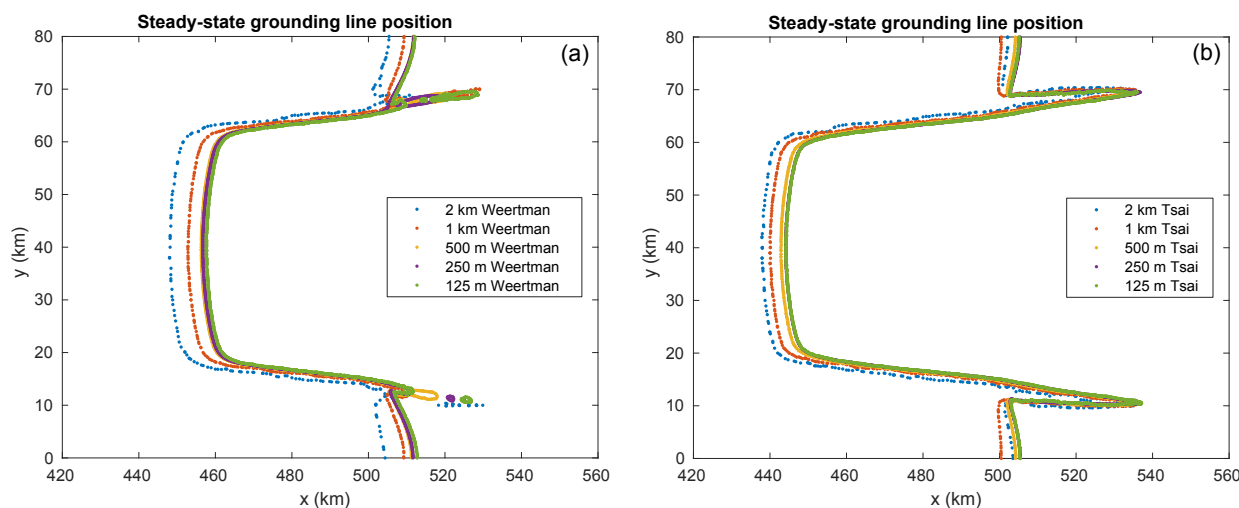 Steady-state grounding line position
(a)
80
70
60
50
40
30
20
10
0
y (km)
2 km Weertman
1 km Weertman
500 m Weertman
250 m Weertman
125 m Weertman
420 440 460 480 500 520 540 560
x (km)
Steady-state grounding line position
(b)
80
70
60
50
40
30
20
10
0
y (km)
2 km Tsai
1 km Tsai
500 m Tsai
250 m Tsai
125 m Tsai
420 440 460 480 500 520 540 560
x (km)